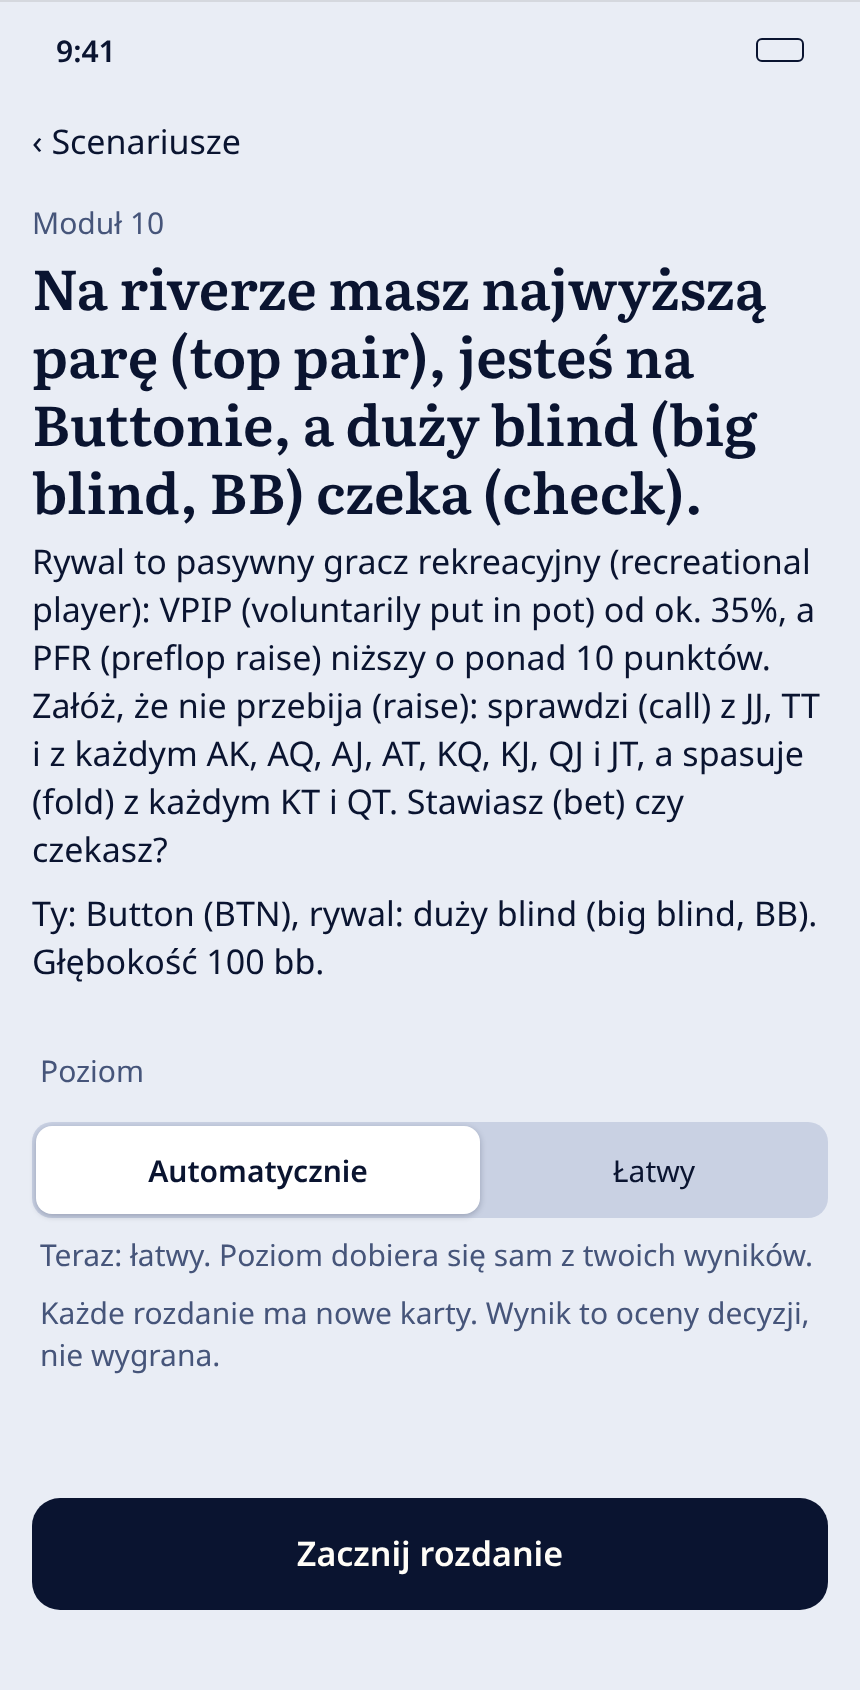 9:41
‹ Scenariusze
Moduł 10
Na riverze masz najwyższą
parę (top pair), jesteś na
Buttonie, a duży blind (big
blind, BB) czeka (check).
Rywal to pasywny gracz rekreacyjny (recreational
player): VPIP (voluntarily put in pot) od ok. 35%, a
PFR (preflop raise) niższy o ponad 10 punktów.
Załóż, że nie przebija (raise): sprawdzi (call) z JJ, TT
i z każdym AK, AQ, AJ, AT, KQ, KJ, QJ i JT, a spasuje
(fold) z każdym KT i QT. Stawiasz (bet) czy
czekasz?
Ty: Button (BTN), rywal: duży blind (big blind, BB).
Głębokość 100 bb.
Poziom
Automatycznie
Łatwy
Teraz: łatwy. Poziom dobiera się sam z twoich wyników.
Każde rozdanie ma nowe karty. Wynik to oceny decyzji,
nie wygrana.
Zacznij rozdanie